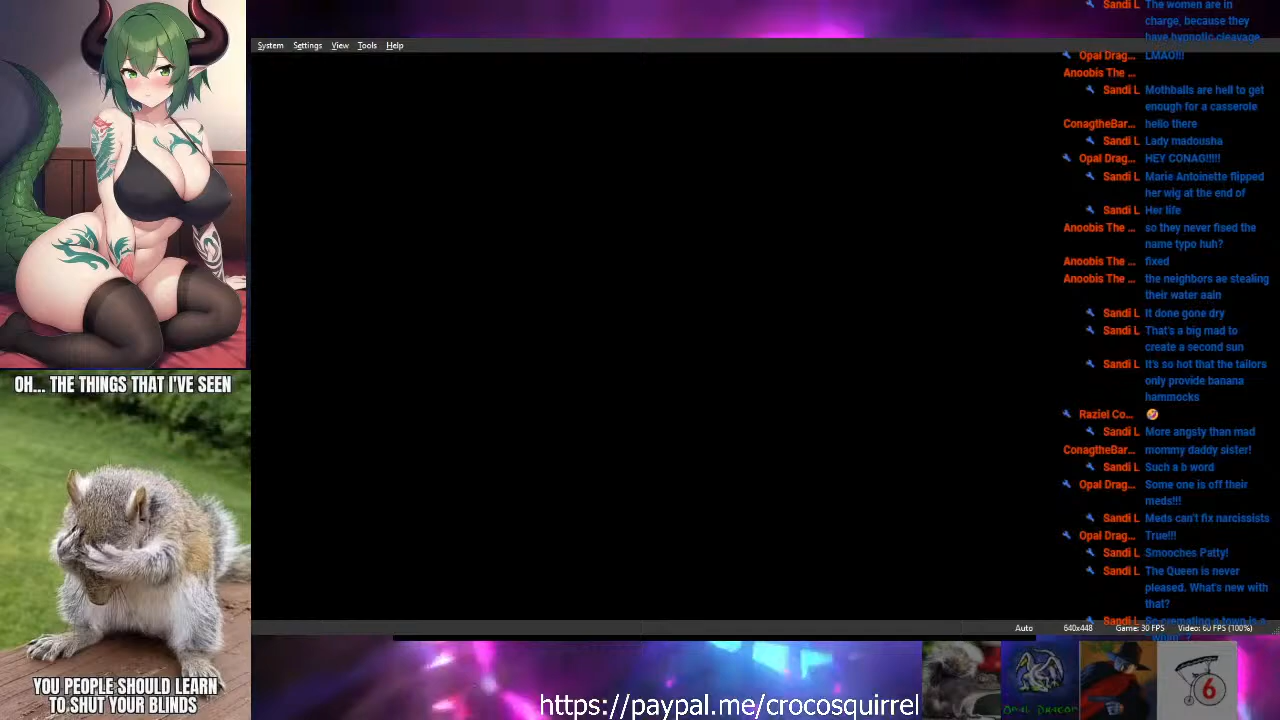 System Settings View Tools Help
OH... THE THINGS THAT I'VE SEEN
YOU PEOPLE SHOULD LEARN
TO SHUT YOUR BLINDS
Sandi L The women are in
charge, because they
have hypnotic cleavage
Opal Drag... LMAO!!!
Anoobis The ...
Sandi L Mothballs are hell to get
enough for a casserole
ConagtheBar... hello there
Sandi L Lady madousha
Opal Drag... HEY CONAG!!!!!
Sandi L Marie Antoinette flipped
her wig at the end of
Sandi L Her life
Anoobis The ... so they never fised the
name typo huh?
Anoobis The ... fixed
Anoobis The ... the neighbors ae stealing
their water aain
Sandi L It done gone dry
Sandi L That's a big mad to
create a second sun
Sandi L It's so hot that the tailors
only provide banana
hammocks
Raziel Co... 🤣
Sandi L More angsty than mad
ConagtheBar... mommy daddy sister!
Sandi L Such a b word
Opal Drag... Some one is off their
meds!!!
Sandi L Meds can't fix narcissists
Opal Drag... True!!!
Sandi L Smooches Patty!
Sandi L The Queen is never
pleased. What's new with
that?
Sandi L So cremating a town is a
Auto 640x448 Game: 30 FPS Video: 60 FPS (100%)
https://paypal.me/crocosquirrel
OPAL DRAGON
6